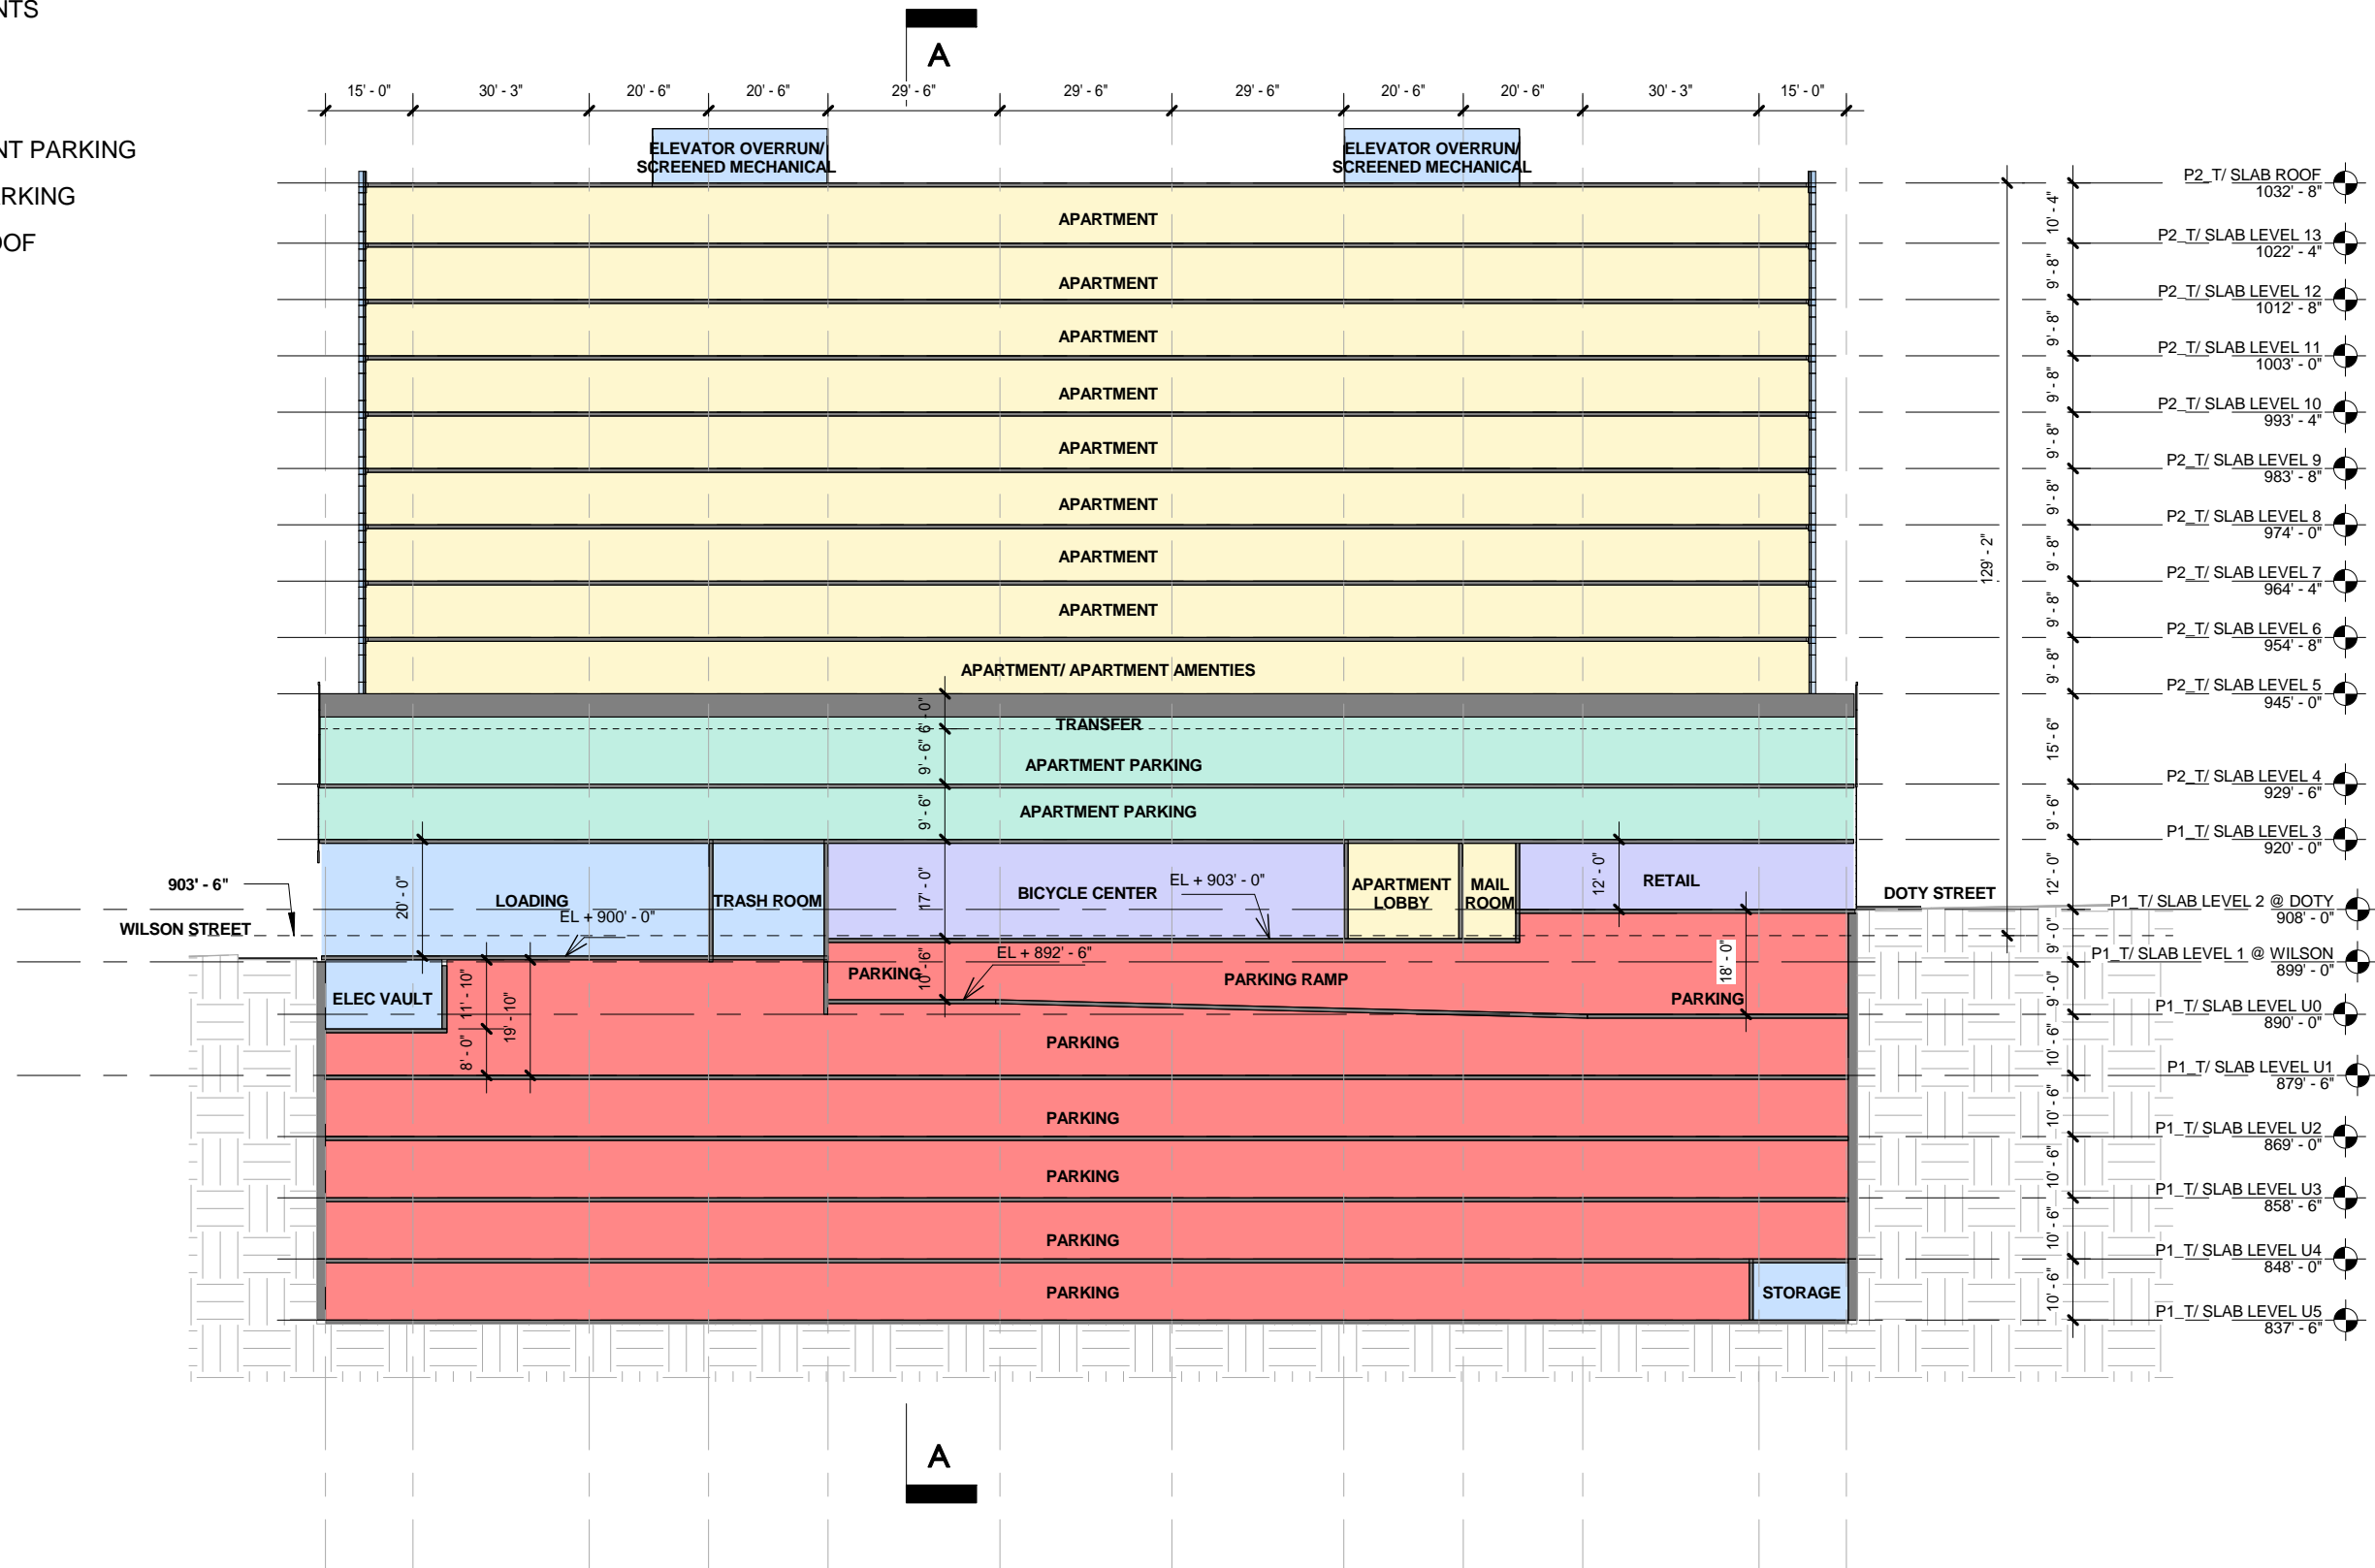 NTS
A
15' - 0" 30' - 3" 20' - 6" 20' - 6" 29' - 6" 29' - 6" 29' - 6" 20' - 6" 20' - 6" 30' - 3" 15' - 0"
NT PARKING
ARKING
OOF
ELEVATOR OVERRUN/
SCREENED MECHANICAL
ELEVATOR OVERRUN/
SCREENED MECHANICAL
P2_T/ SLAB ROOF
1032' - 8"
10' - 4"
APARTMENT
P2_T/ SLAB LEVEL 13
1022' - 4"
9' - 8"
APARTMENT
P2_T/ SLAB LEVEL 12
1012' - 8"
9' - 8"
APARTMENT
P2_T/ SLAB LEVEL 11
1003' - 0"
9' - 8"
APARTMENT
P2_T/ SLAB LEVEL 10
993' - 4"
9' - 8"
APARTMENT
P2_T/ SLAB LEVEL 9
983' - 8"
9' - 8"
APARTMENT
P2_T/ SLAB LEVEL 8
974' - 0"
9' - 8"
129' - 2"
APARTMENT
P2_T/ SLAB LEVEL 7
964' - 4"
9' - 8"
APARTMENT
P2_T/ SLAB LEVEL 6
954' - 8"
9' - 8"
APARTMENT/ APARTMENT AMENTIES
P2_T/ SLAB LEVEL 5
945' - 0"
6' - 0"
TRANSFER
9' - 6"
15' - 6"
APARTMENT PARKING
P2_T/ SLAB LEVEL 4
929' - 6"
9' - 6"
APARTMENT PARKING
9' - 6"
P1_T/ SLAB LEVEL 3
920' - 0"
903' - 6"
WILSON STREET
20' - 0"
LOADING
EL + 900' - 0"
TRASH ROOM
17' - 0"
BICYCLE CENTER
EL + 903' - 0"
APARTMENT
LOBBY
MAIL
ROOM
12' - 0"
RETAIL
DOTY STREET
12' - 0"
P1_T/ SLAB LEVEL 2 @ DOTY
908' - 0"
9' - 0"
P1_T/ SLAB LEVEL 1 @ WILSON
899' - 0"
ELEC VAULT
11' - 10"
8' - 0"
19' - 10"
PARKING
10' - 6"
EL + 892' - 6"
PARKING RAMP
18' - 0"
PARKING
9' - 0"
P1_T/ SLAB LEVEL U0
890' - 0"
PARKING
10' - 6"
P1_T/ SLAB LEVEL U1
879' - 6"
PARKING
10' - 6"
P1_T/ SLAB LEVEL U2
869' - 0"
PARKING
10' - 6"
P1_T/ SLAB LEVEL U3
858' - 6"
PARKING
10' - 6"
P1_T/ SLAB LEVEL U4
848' - 0"
PARKING
STORAGE
10' - 6"
P1_T/ SLAB LEVEL U5
837' - 6"
A